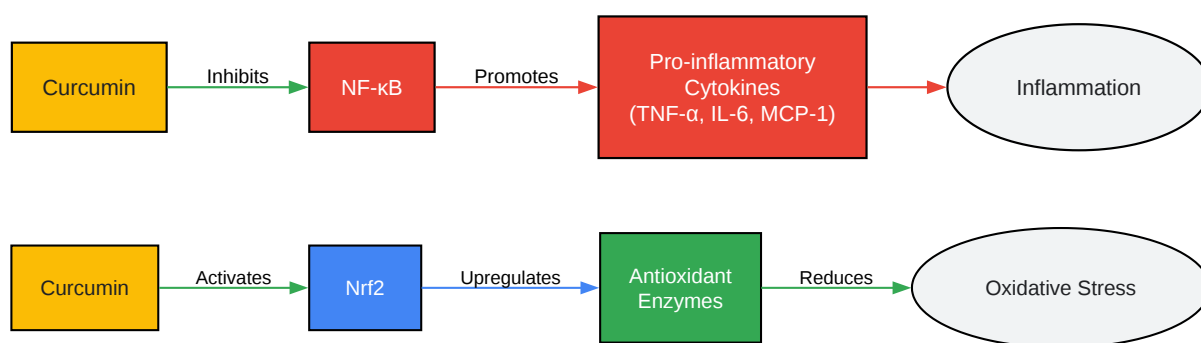 Curcumin
Inhibits
NF-κB
Promotes
Pro-inflammatory
Cytokines
(TNF-α, IL-6, MCP-1)
Inflammation
Curcumin
Activates
Nrf2
Upregulates
Antioxidant
Enzymes
Reduces
Oxidative Stress